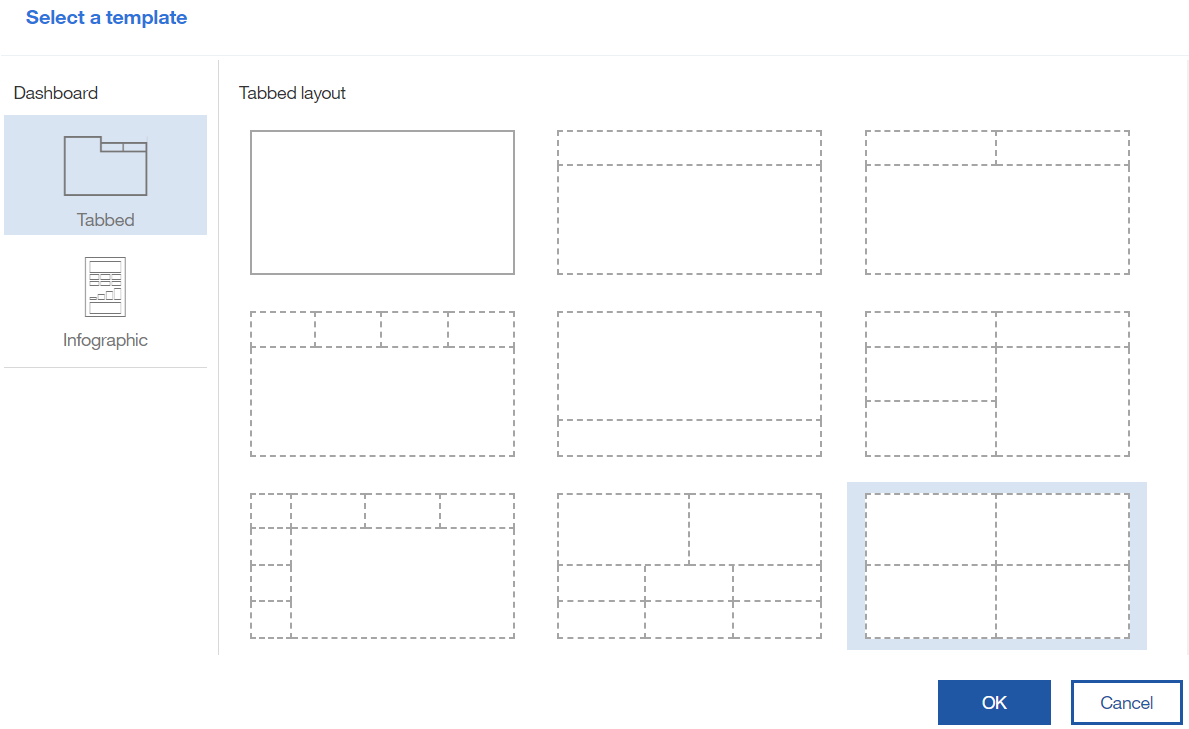 Select a template
Dashboard
Tabbed layout
Tabbed
Infographic
OK
Cancel